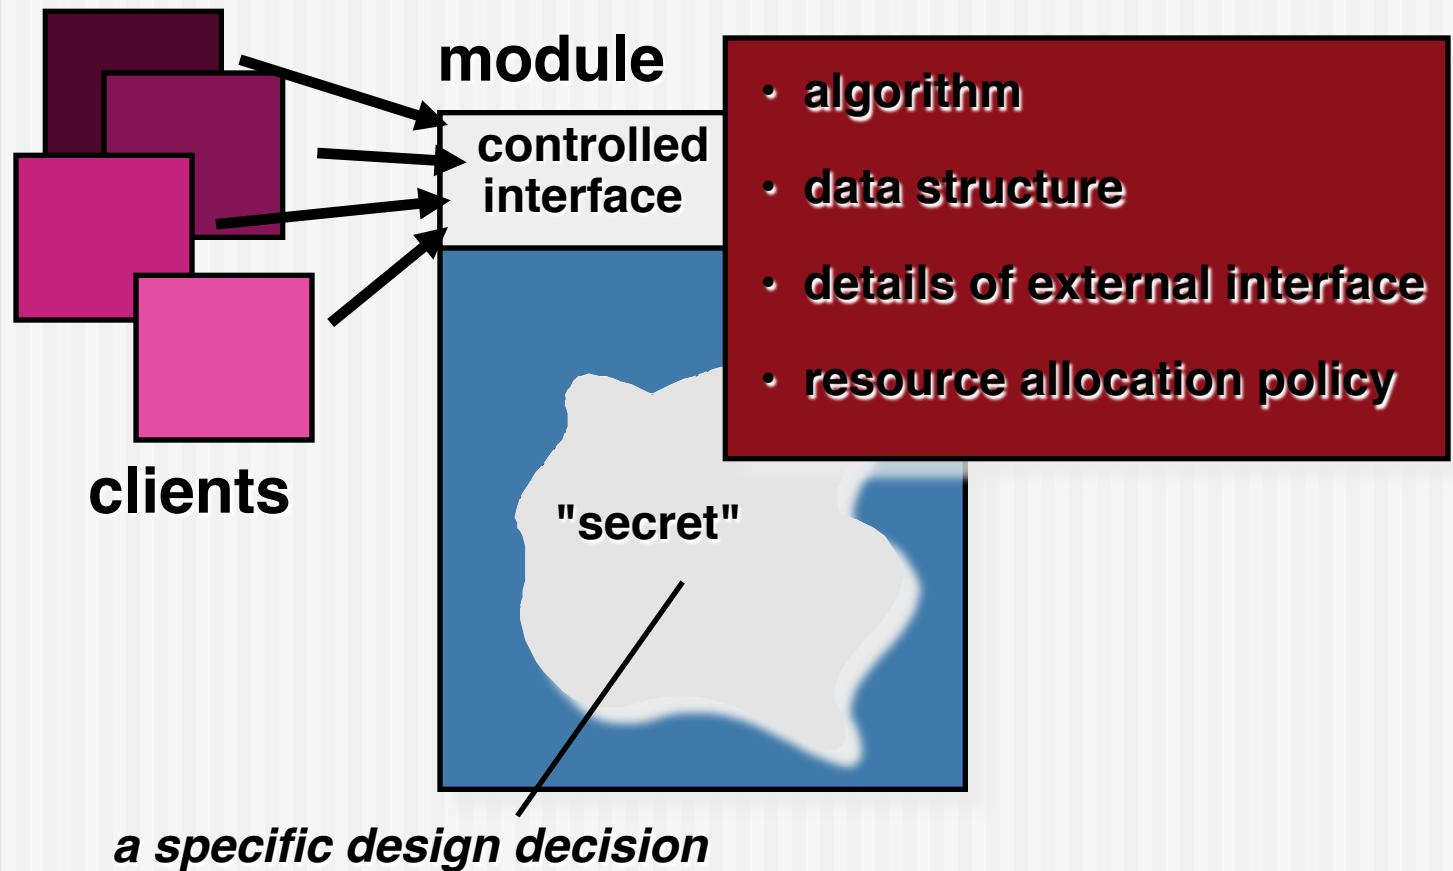 module
controlled
interface
• algorithm
• data structure
• details of external interface
• resource allocation policy
clients
"secret"
a specific design decision